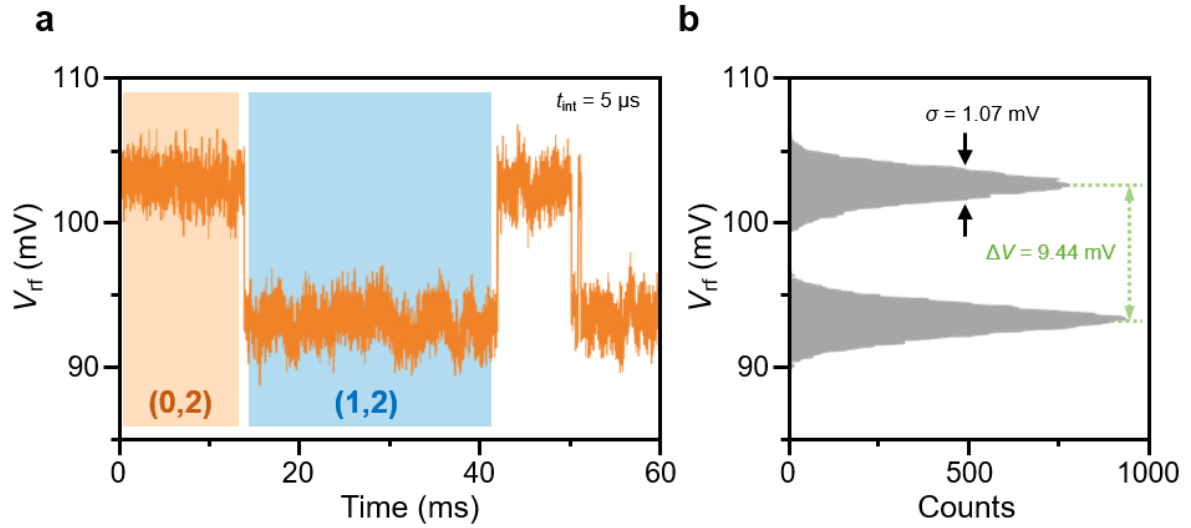 a
110
100
90
V_rf (mV)
t_int = 5 μs
(0,2)
(1,2)
0
20
40
60
Time (ms)
b
110
100
90
V_rf (mV)
σ = 1.07 mV
ΔV = 9.44 mV
0
500
1000
Counts